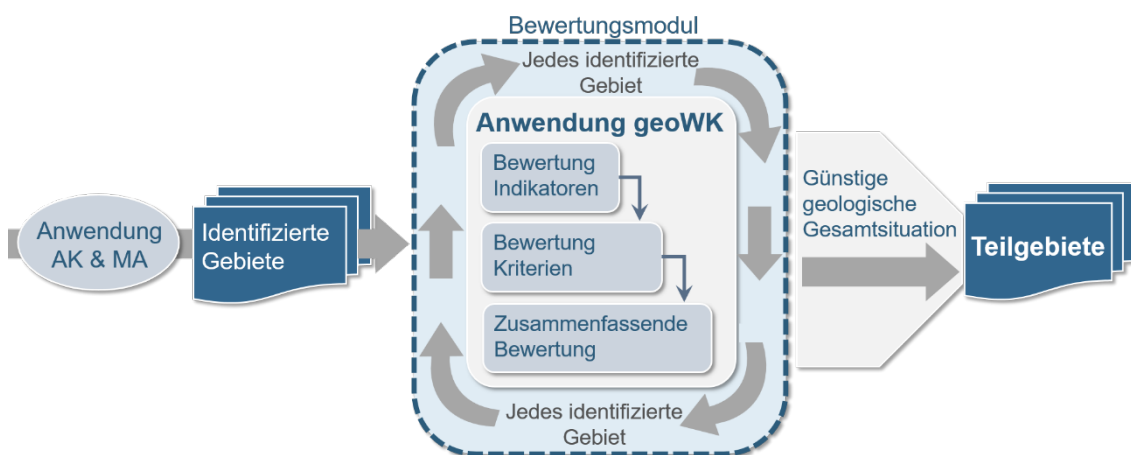 Bewertungsmodul
Jedes identifizierte
Gebiet
Anwendung geoWK
Bewertung
Indikatoren
Bewertung
Kriterien
Zusammenfassende
Bewertung
Jedes identifizierte
Gebiet
Anwendung
AK & MA
Identifizierte
Gebiete
Günstige
geologische
Gesamtsituation
Teilgebiete